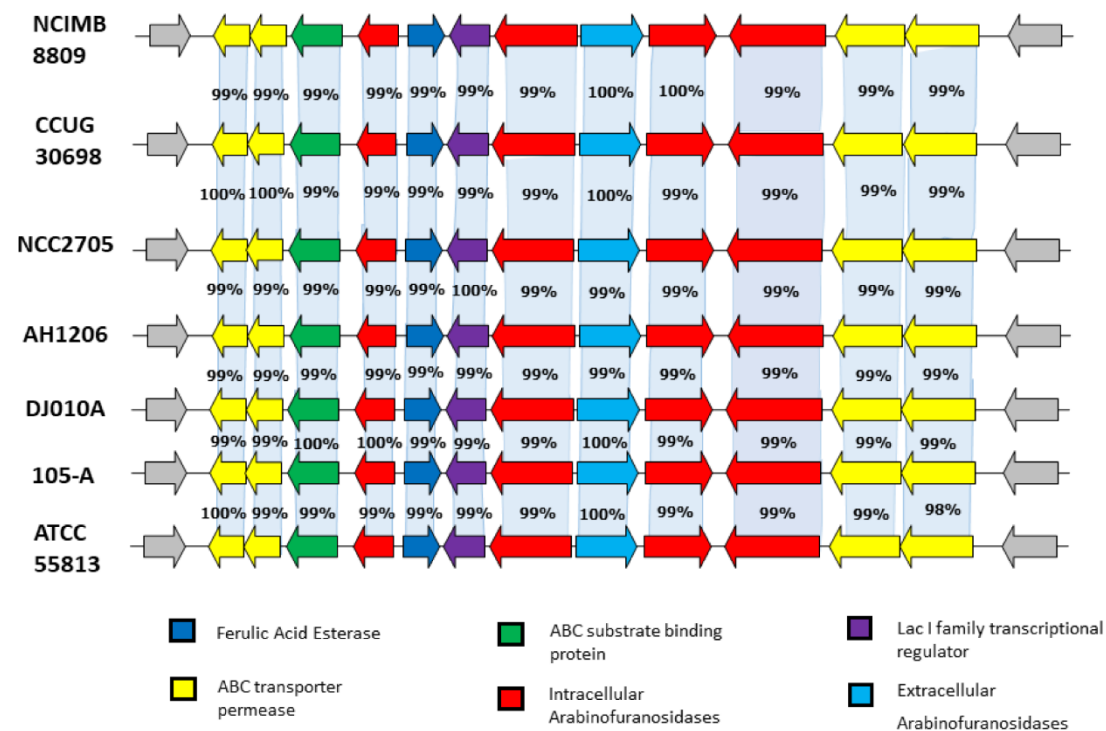 NCIMB
8809
99% 99% 99% 99% 99% 99% 99% 100% 100% 99% 99% 99%
CCUG
30698
100% 100% 99% 99% 99% 99% 99% 100% 99% 99% 99% 99%
NCC2705
99% 99% 99% 99% 99% 100% 99% 99% 99% 99% 99% 99%
AH1206
99% 99% 99% 99% 99% 99% 99% 99% 99% 99% 99% 99%
DJ010A
99% 99% 100% 100% 99% 99% 99% 100% 99% 99% 99% 99%
105-A
100% 99% 99% 99% 99% 99% 99% 100% 99% 99% 99% 98%
ATCC
55813
Ferulic Acid Esterase
ABC substrate binding
protein
Lac I family transcriptional
regulator
ABC transporter
permease
Intracellular
Arabinofuranosidases
Extracellular
Arabinofuranosidases